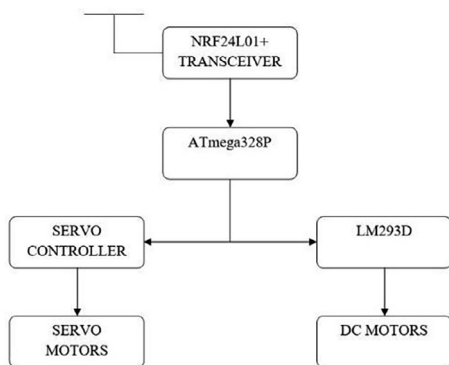 NRF24L01+
TRANSCEIVER
ATmega328P
SERVO
CONTROLLER
LM293D
SERVO
MOTORS
DC MOTORS